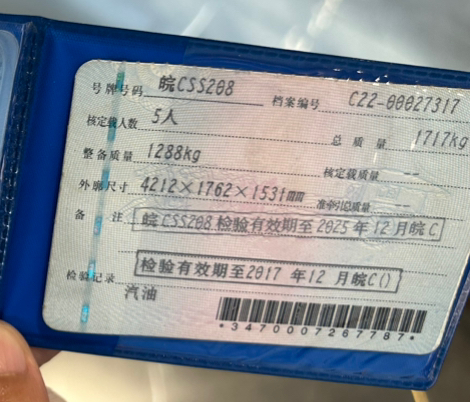 号牌号码 皖CSS208 档案编号 C22-00027317
核定载人数 5人 总质量 1717kg
整备质量 1288kg 核定载质量 --
外廓尺寸 4212×1762×1531mm 准牵引总质量 --
备注 皖CSS208 检验有效期至2025年12月皖C
检验有效期至2017年12月皖C()
检验记录
汽油
*3470007267787*